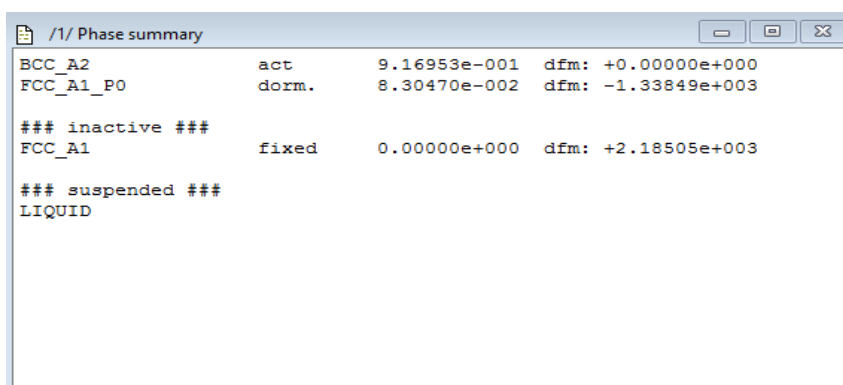 /1/ Phase summary
BCC_A2 act 9.16953e-001 dfm: +0.00000e+000
FCC_A1_P0 dorm. 8.30470e-002 dfm: -1.33849e+003
### inactive ###
FCC_A1 fixed 0.00000e+000 dfm: +2.18505e+003
### suspended ###
LIQUID